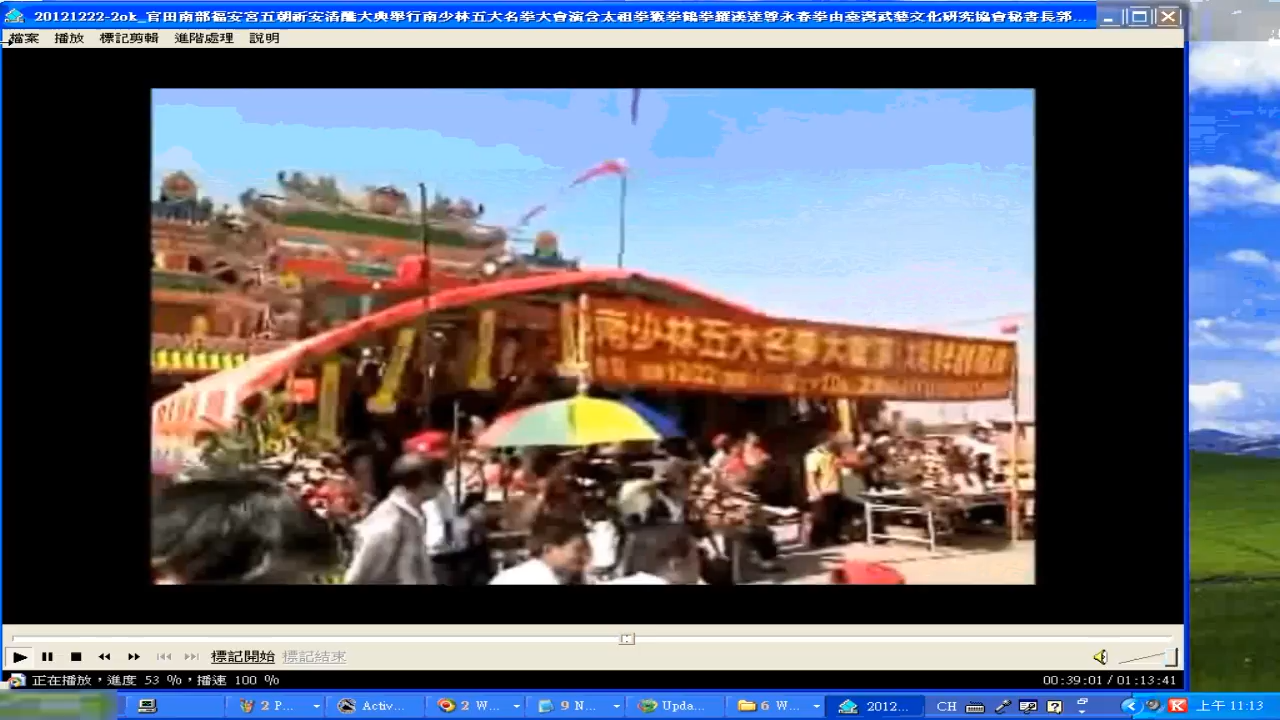 20121222-2ok_官田南部福安宮五朝祈安清醮大典舉行南少林五大名拳大會演含太祖拳猴拳鶴拳羅漢達尊永春拳由臺灣武藝文化研究協會秘書長郭...
檔案 播放 標記剪輯 進階處理 說明
南少林五大名拳大會演
12/22
標記開始 標記結束
正在播放，進度 53 %，播速 100 %
00:39:01 / 01:13:41
2 P... Activ... 2 W... 9 N... Upda... 6 W... 2012... CH 上午 11:13